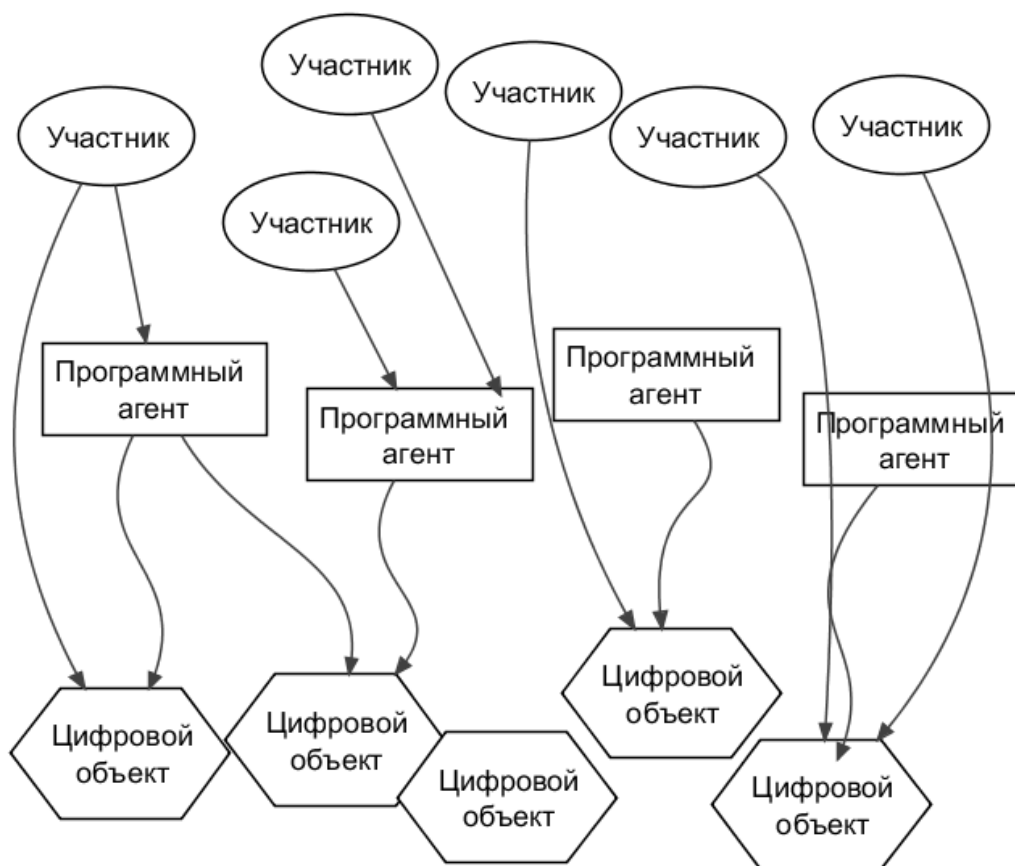 Участник
Участник
Участник
Участник
Участник
Участник
Программный
агент
Программный
агент
Программный
агент
Программный
агент
Цифровой
объект
Цифровой
объект
Цифровой
объект
Цифровой
объект
Цифровой
объект